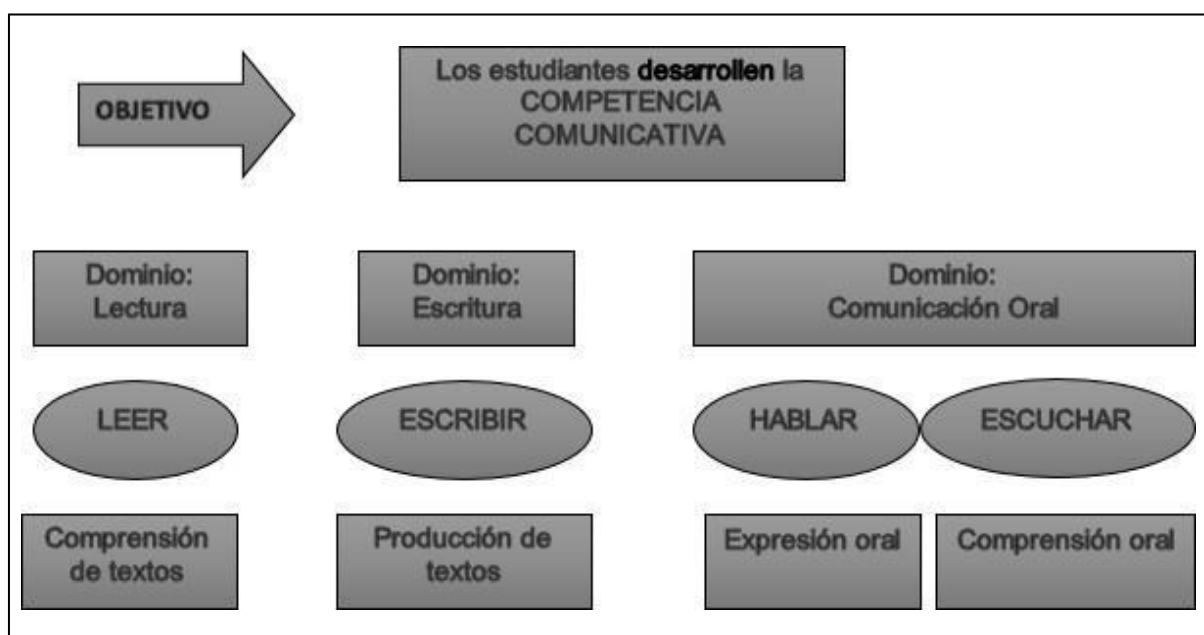 OBJETIVO
Los estudiantes desarrollen la
COMPETENCIA
COMUNICATIVA
Dominio:
Lectura
Dominio:
Escritura
Dominio:
Comunicación Oral
LEER
ESCRIBIR
HABLAR
ESCUCHAR
Comprensión
de textos
Producción de
textos
Expresión oral
Comprensión oral